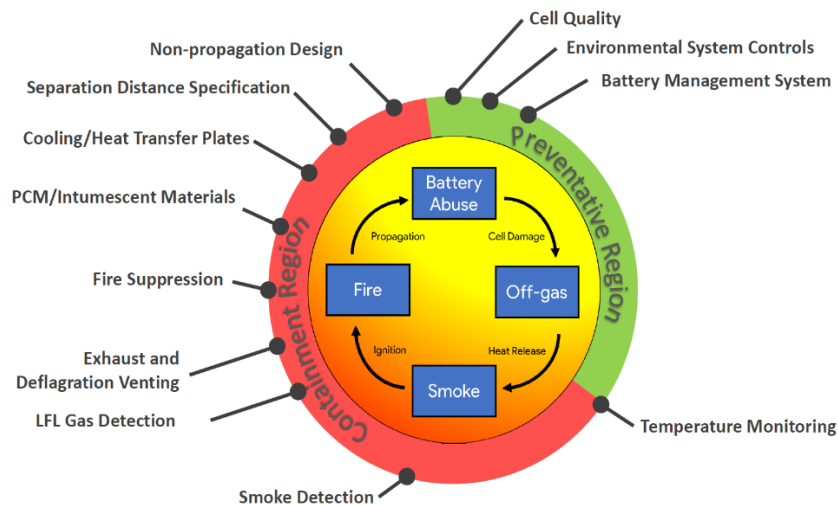 Cell Quality
Non-propagation Design
Environmental System Controls
Separation Distance Specification
Battery Management System
Cooling/Heat Transfer Plates
Preventative Region
Battery
Abuse
PCM/Intumescent Materials
Propagation
Cell Damage
Fire Suppression
Containment Region
Fire
Off-gas
Ignition
Heat Release
Exhaust and
Deflagration Venting
Smoke
LFL Gas Detection
Temperature Monitoring
Smoke Detection